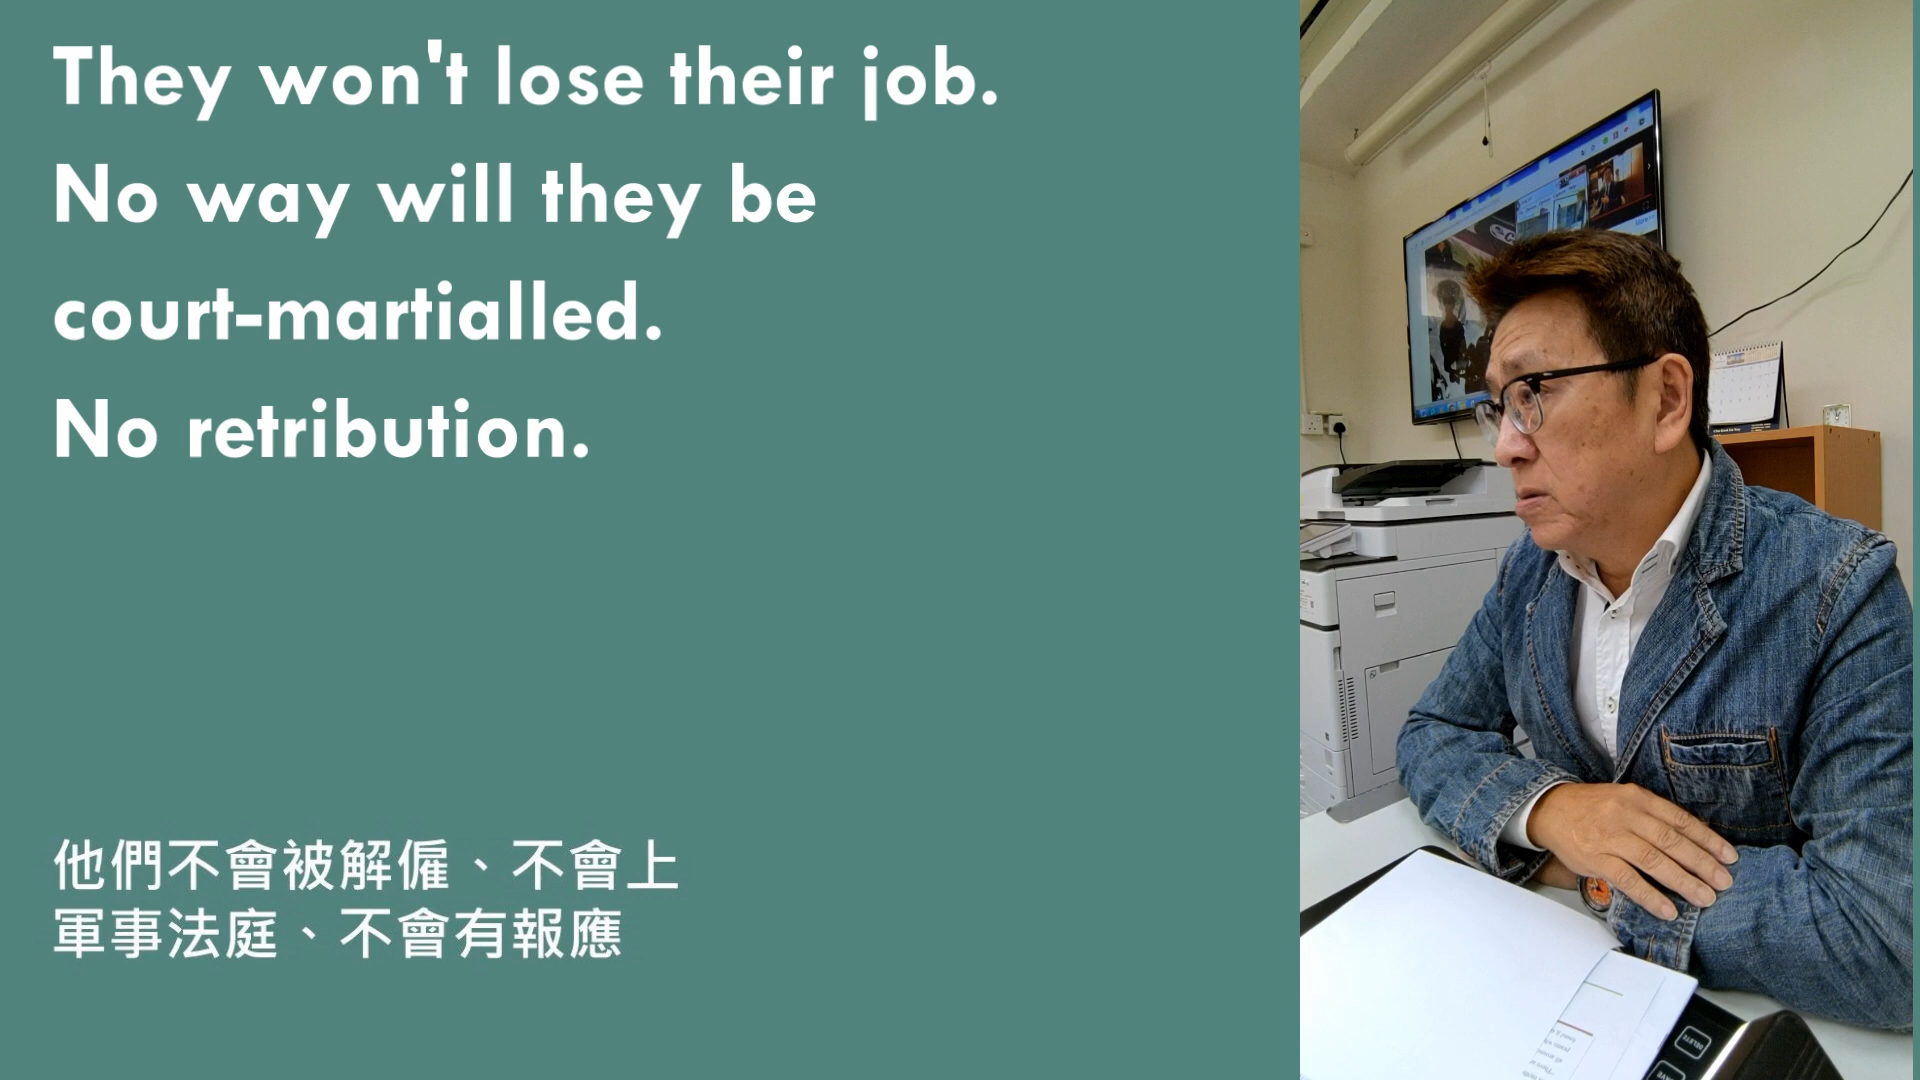 They won't lose their job.
No way will they be
court-martialled.
No retribution.
他們不會被解僱、不會上
軍事法庭、不會有報應
DELETE